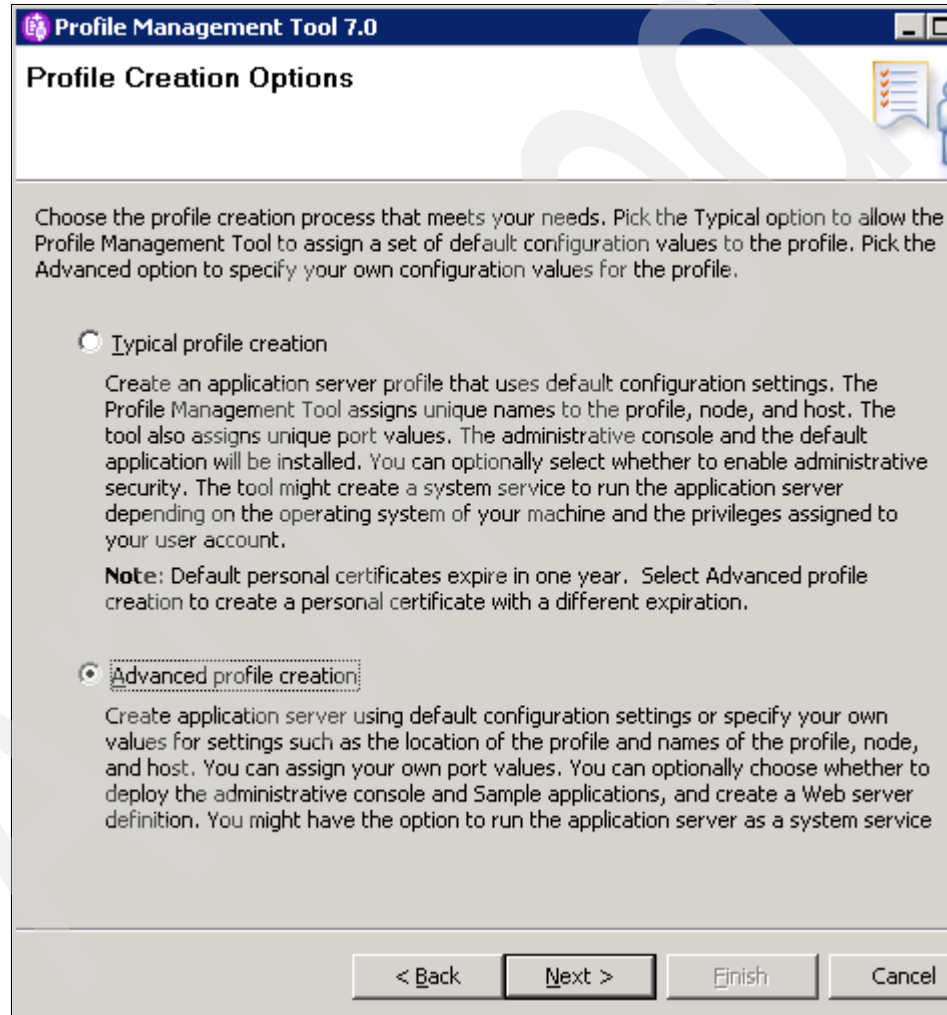 Profile Management Tool 7.0
Profile Creation Options
Choose the profile creation process that meets your needs. Pick the Typical option to allow the
Profile Management Tool to assign a set of default configuration values to the profile. Pick the
Advanced option to specify your own configuration values for the profile.
Typical profile creation
Create an application server profile that uses default configuration settings. The
Profile Management Tool assigns unique names to the profile, node, and host. The
tool also assigns unique port values. The administrative console and the default
application will be installed. You can optionally select whether to enable administrative
security. The tool might create a system service to run the application server
depending on the operating system of your machine and the privileges assigned to
your user account.
Note: Default personal certificates expire in one year. Select Advanced profile
creation to create a personal certificate with a different expiration.
Advanced profile creation
Create application server using default configuration settings or specify your own
values for settings such as the location of the profile and names of the profile, node,
and host. You can assign your own port values. You can optionally choose whether to
deploy the administrative console and Sample applications, and create a Web server
definition. You might have the option to run the application server as a system service
< Back Next > Finish Cancel